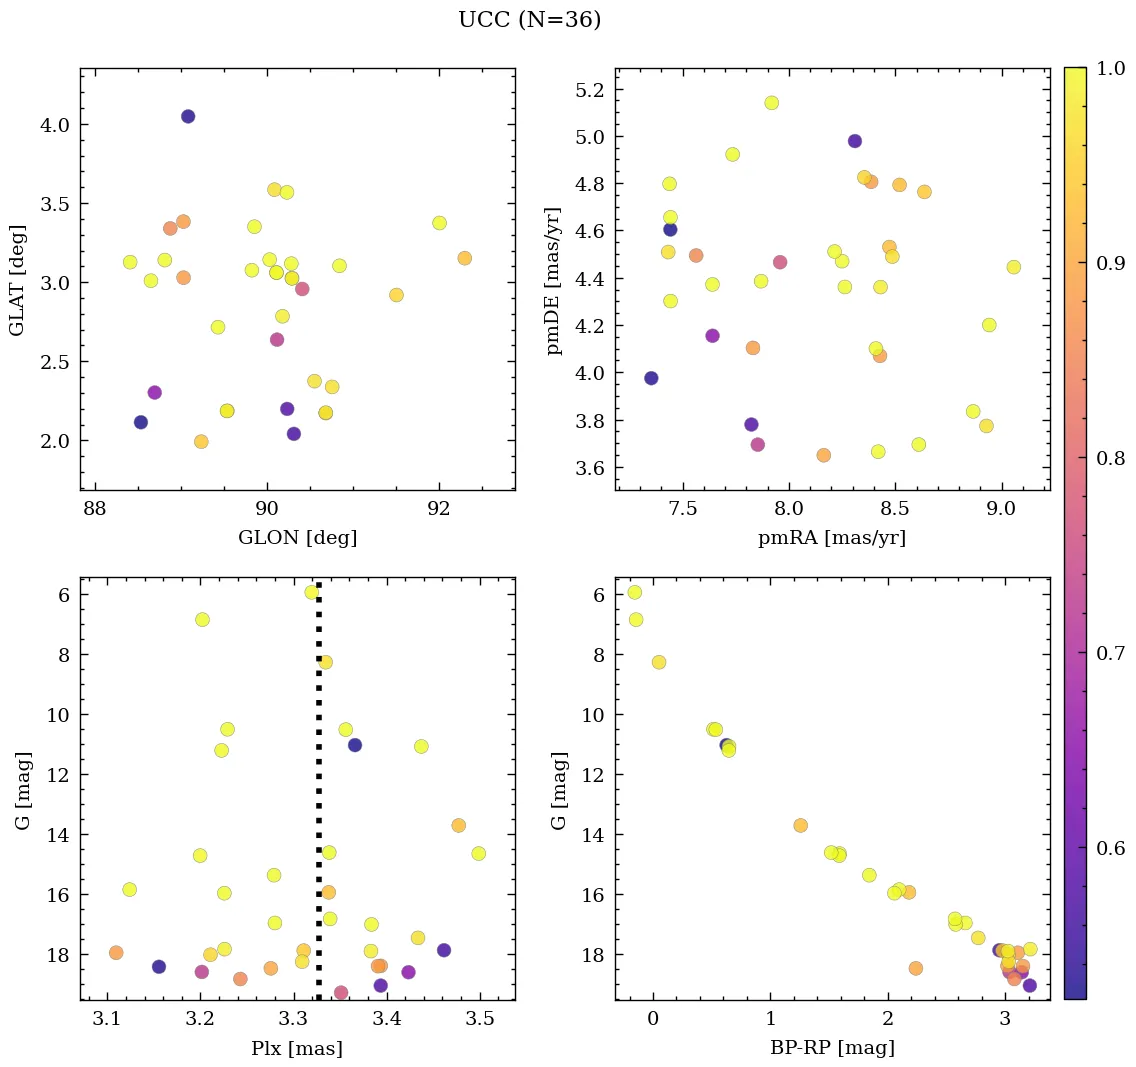 UCC (N=36)
4.0
3.5
3.0
2.5
2.0
GLAT [deg]
88 90 92
GLON [deg]
5.2
5.0
4.8
4.6
4.4
4.2
4.0
3.8
3.6
pmDE [mas/yr]
7.5 8.0 8.5 9.0
pmRA [mas/yr]
1.0
0.9
0.8
0.7
0.6
6
8
10
12
14
16
18
G [mag]
3.1 3.2 3.3 3.4 3.5
Plx [mas]
6
8
10
12
14
16
18
G [mag]
0 1 2 3
BP-RP [mag]